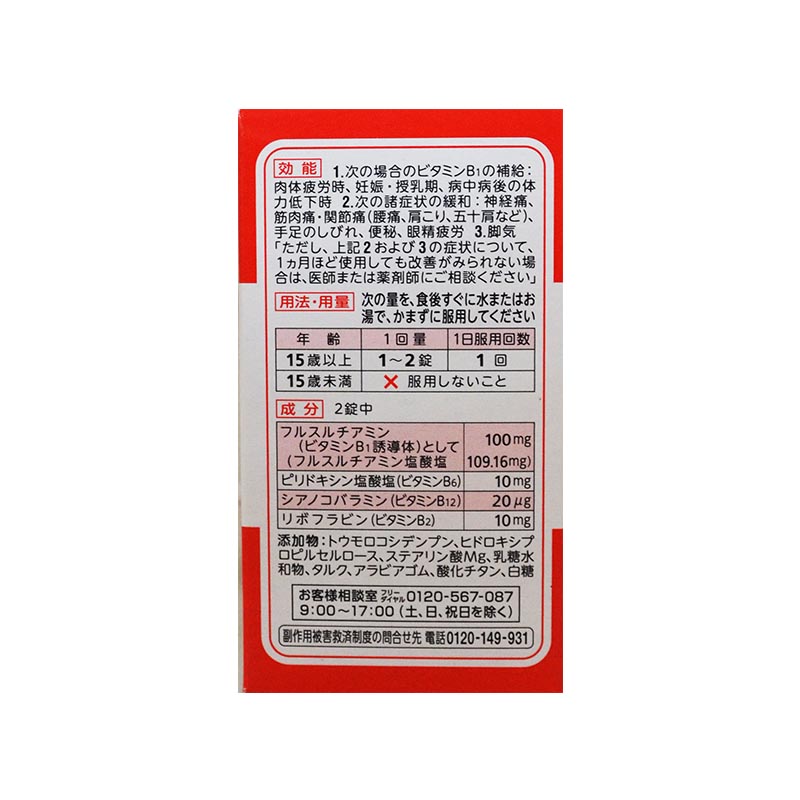 効能 1.次の場合のビタミンB1の補給:
肉体疲労時、妊娠・授乳期、病中病後の体
力低下時 2.次の諸症状の緩和:神経痛、
筋肉痛・関節痛(腰痛、肩こり、五十肩など)、
手足のしびれ、便秘、眼精疲労 3.脚気
「ただし、上記2および3の症状について、
1ヵ月ほど使用しても改善がみられない場
合は、医師または薬剤師にご相談ください」
用法・用量 次の量を、食後すぐに水またはお
湯で、かまずに服用してください
年齢 1回量 1日服用回数
15歳以上 1〜2錠 1回
15歳未満 × 服用しないこと
成分 2錠中
フルスルチアミン
(ビタミンB1誘導体)として 100mg
(フルスルチアミン塩酸塩 109.16mg)
ピリドキシン塩酸塩(ビタミンB6) 10mg
シアノコバラミン(ビタミンB12) 20μg
リボフラビン(ビタミンB2) 10mg
添加物:トウモロコシデンプン、ヒドロキシプ
ロピルセルロース、ステアリン酸Mg、乳糖水
和物、タルク、アラビアゴム、酸化チタン、白糖
お客様相談室 フリーダイヤル 0120-567-087
9:00〜17:00(土、日、祝日を除く)
副作用被害救済制度の問合せ先 電話0120-149-931